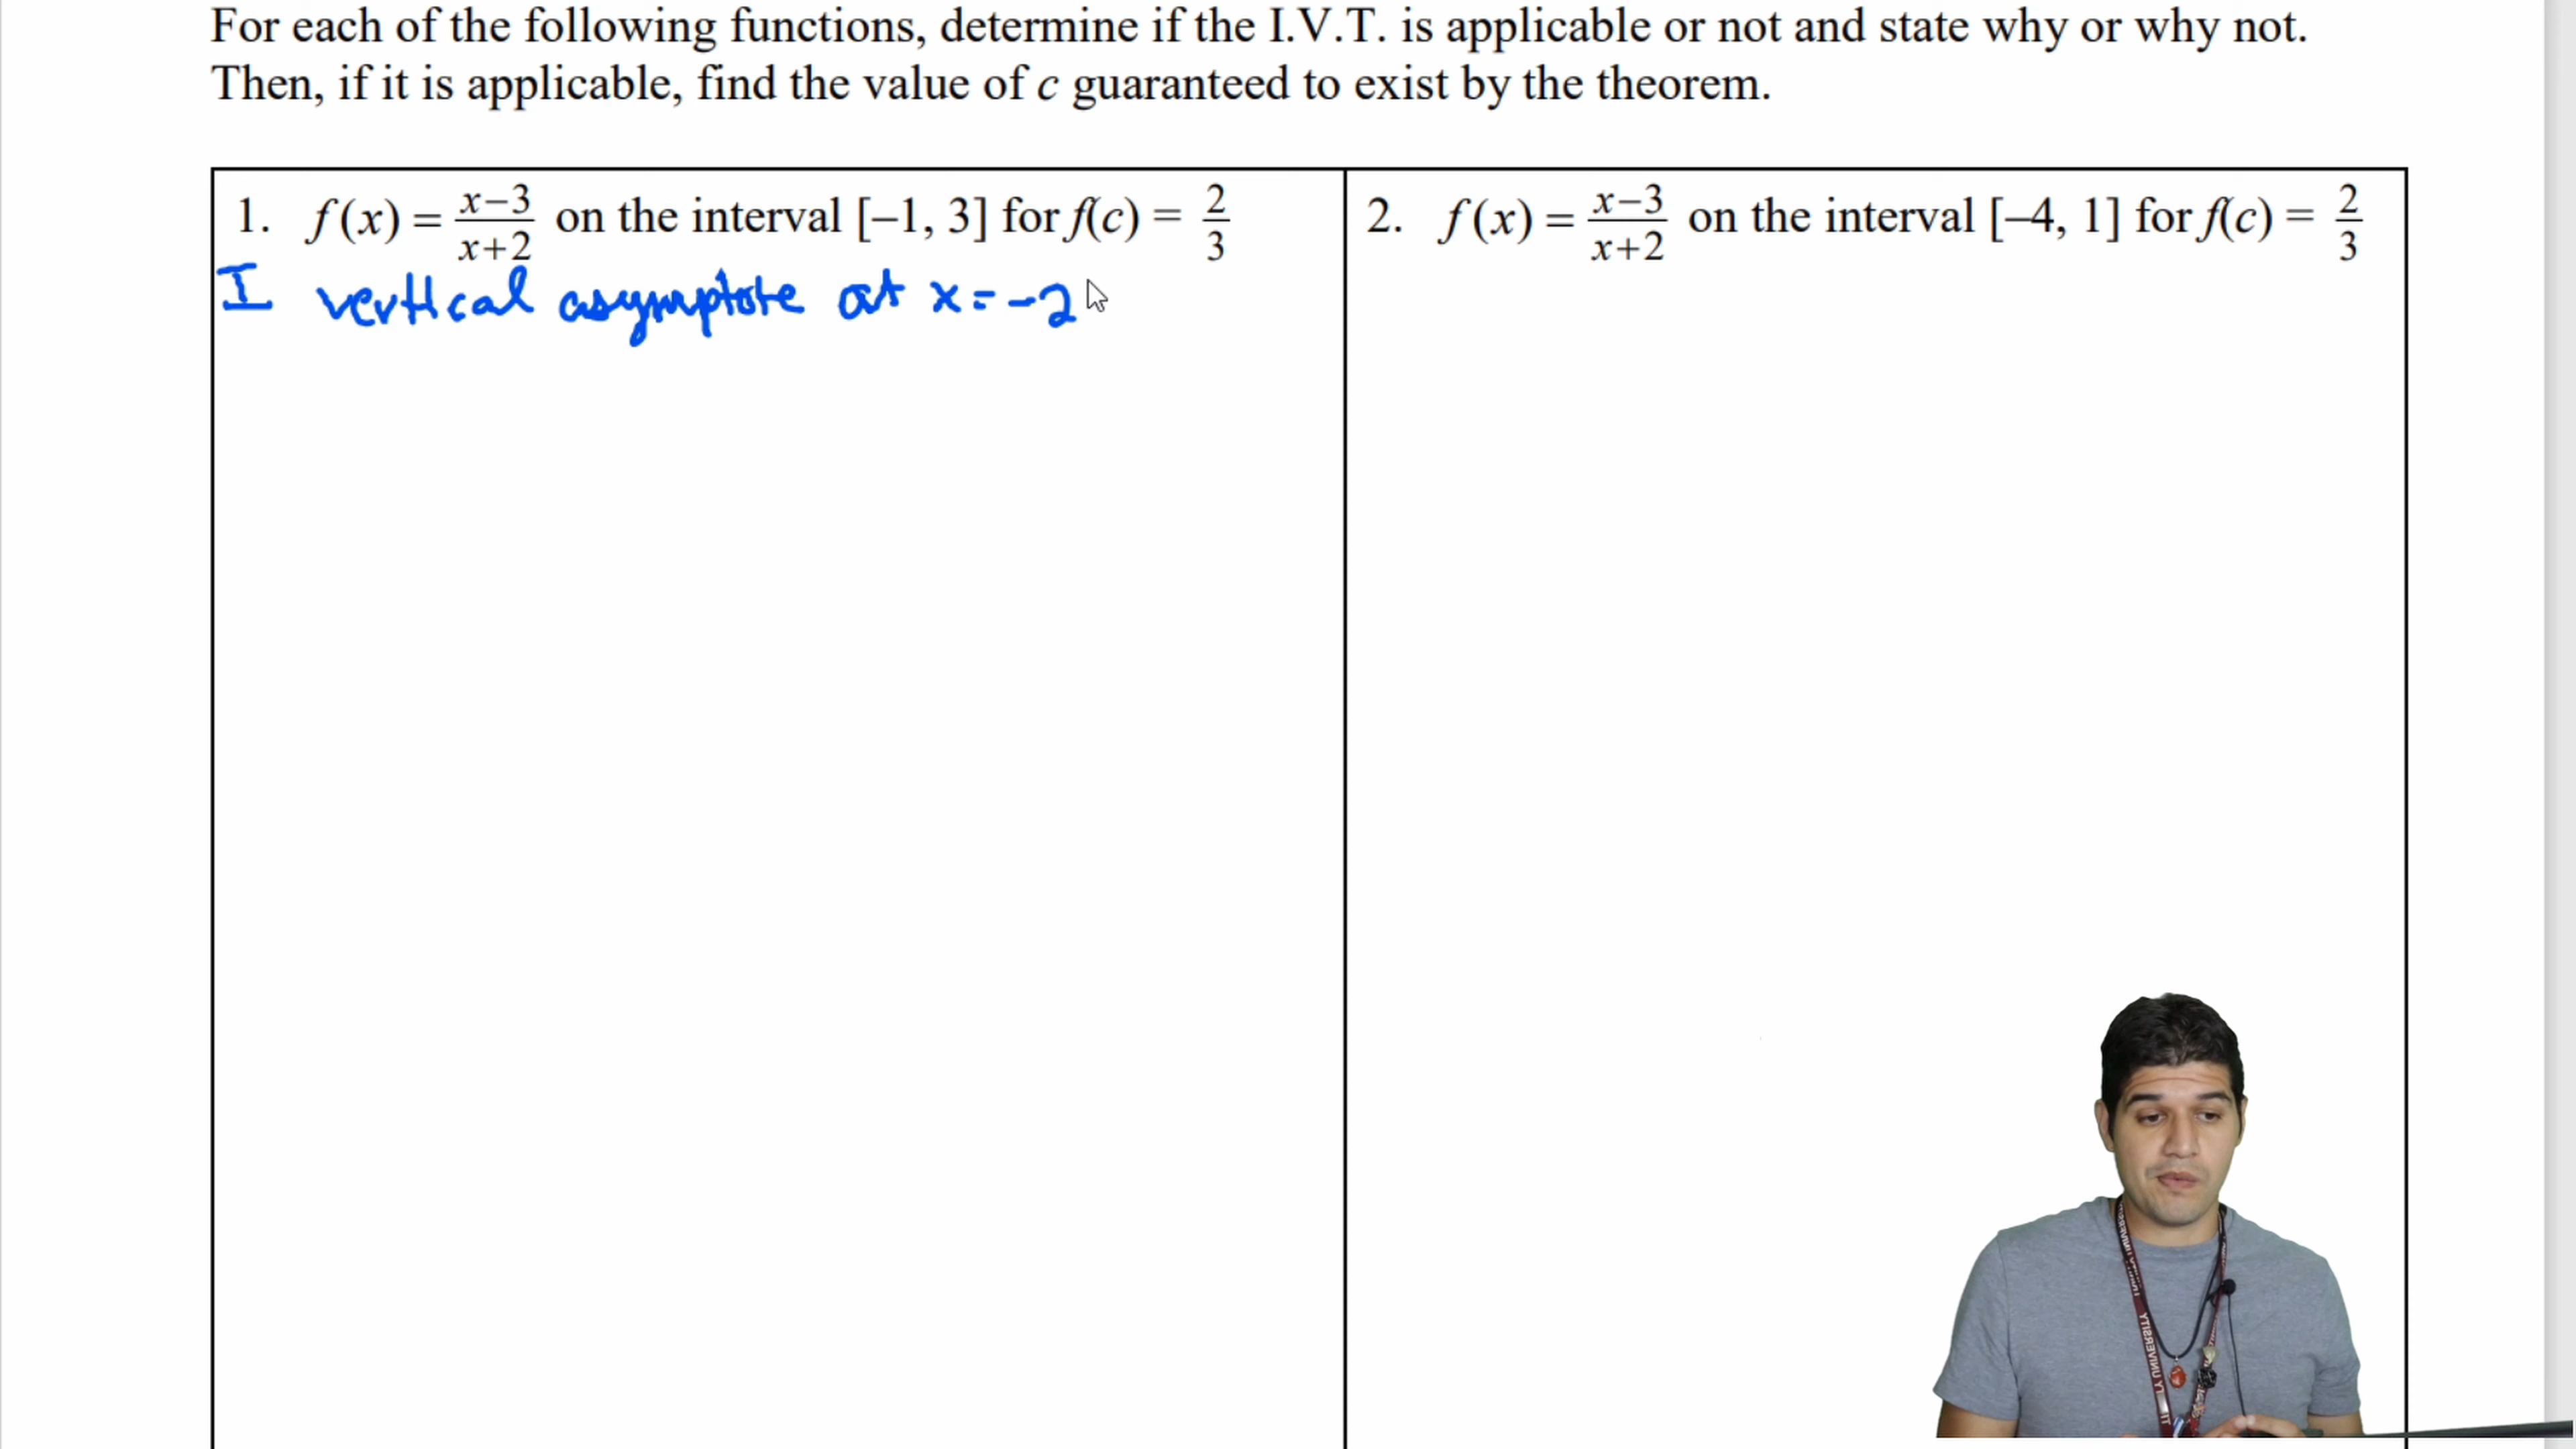 For each of the following functions, determine if the I.V.T. is applicable or not and state why or why not.
Then, if it is applicable, find the value of c guaranteed to exist by the theorem.
1. f(x) = x−3/x+2 on the interval [–1, 3] for f(c) = 2/3
I vertical asymptote at x = -2
2. f(x) = x−3/x+2 on the interval [–4, 1] for f(c) = 2/3
UNIVERSITY